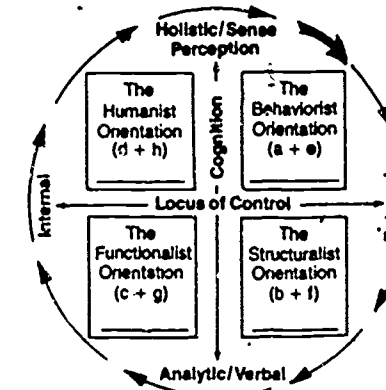 Holistic/Sense
Perception
The
Humanist
Orientation
(d + h)
Cognition
The
Behaviorist
Orientation
(a + e)
Internal
Locus of Control
The
Functionalist
Orientation
(c + g)
The
Structuralist
Orientation
(b + f)
Analytic/Verbal